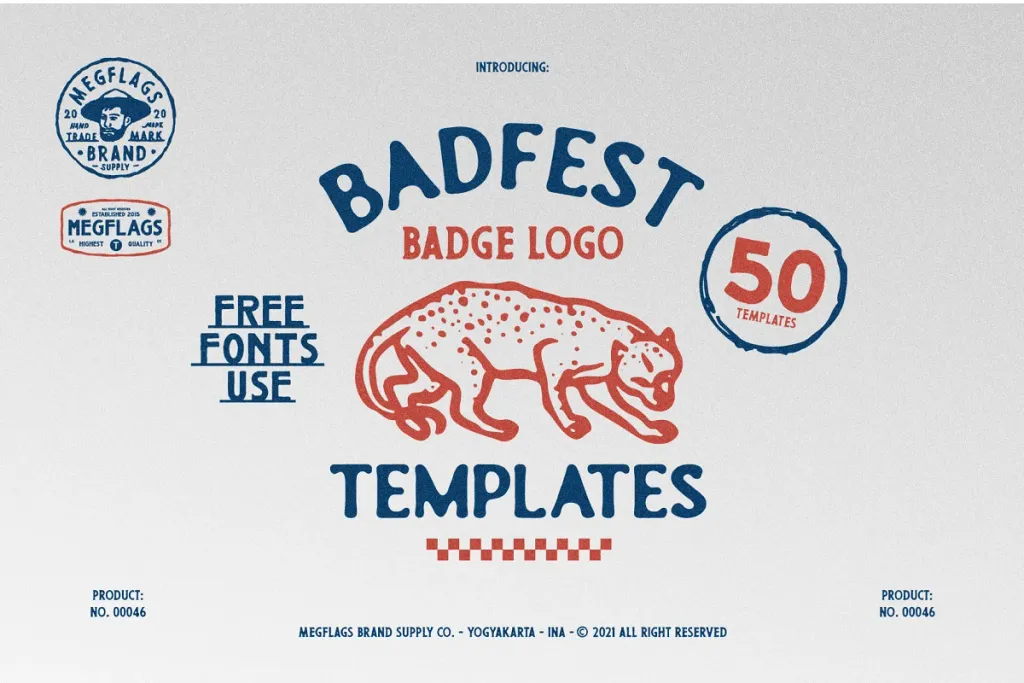 INTRODUCING:
MEGFLAGS
20 20
HAND MADE
TRADE MARK
BRAND
SUPPLY
ESTABLISHED 2015
MEGFLAGS
HIGHEST T QUALITY
BADFEST
BADGE LOGO
50
TEMPLATES
FREE
FONTS
USE
TEMPLATES
PRODUCT:
NO. 00046
PRODUCT:
NO. 00046
MEGFLAGS BRAND SUPPLY CO. - YOGYAKARTA - INA - © 2021 ALL RIGHT RESERVED